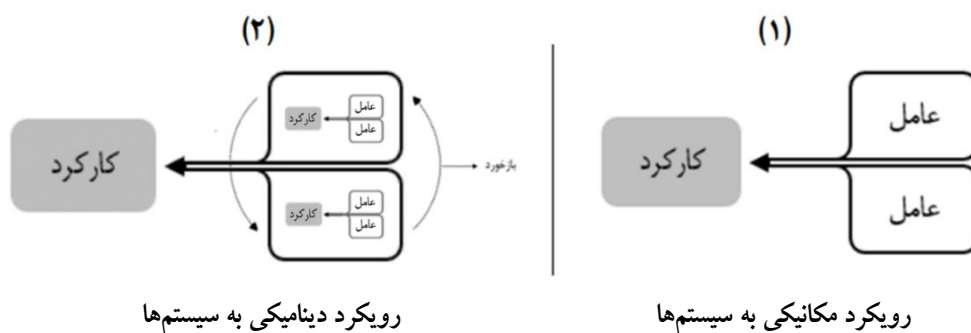 (۱)
عامل
عامل
کارکرد
رویکرد مکانیکی به سیستم‌ها
(۲)
عامل
عامل
کارکرد
عامل
عامل
کارکرد
بازخورد
کارکرد
رویکرد دینامیکی به سیستم‌ها